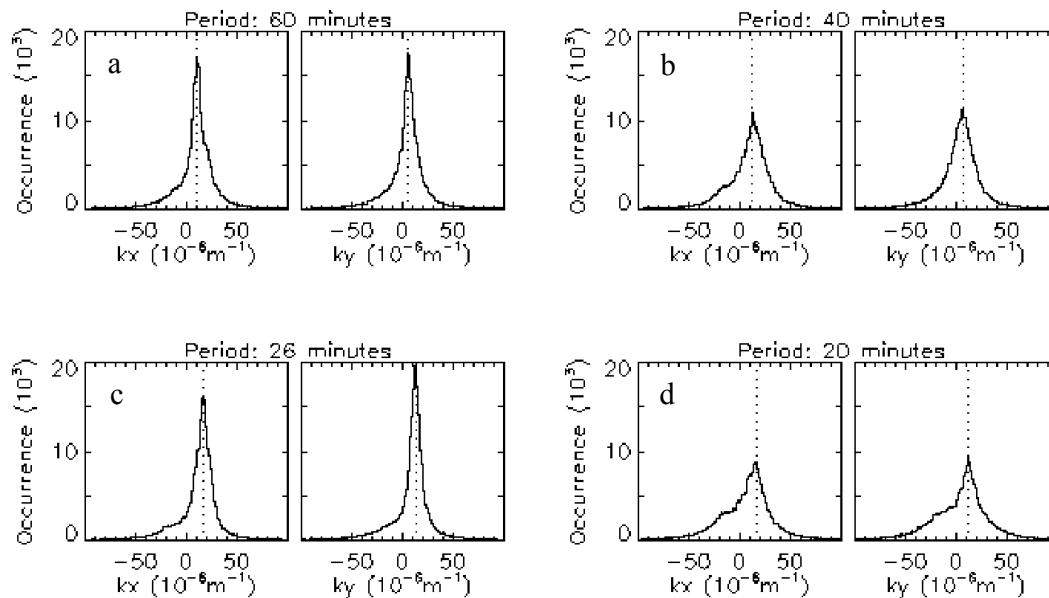 Period: 60 minutes
Occurrence (10³)
20
10
0
a
−50 0 50
−50 0 50
kx (10⁻⁶m⁻¹)
ky (10⁻⁶m⁻¹)
Period: 40 minutes
Occurrence (10³)
20
10
0
b
−50 0 50
−50 0 50
kx (10⁻⁶m⁻¹)
ky (10⁻⁶m⁻¹)
Period: 26 minutes
Occurrence (10³)
20
10
0
c
−50 0 50
−50 0 50
kx (10⁻⁶m⁻¹)
ky (10⁻⁶m⁻¹)
Period: 20 minutes
Occurrence (10³)
20
10
0
d
−50 0 50
−50 0 50
kx (10⁻⁶m⁻¹)
ky (10⁻⁶m⁻¹)